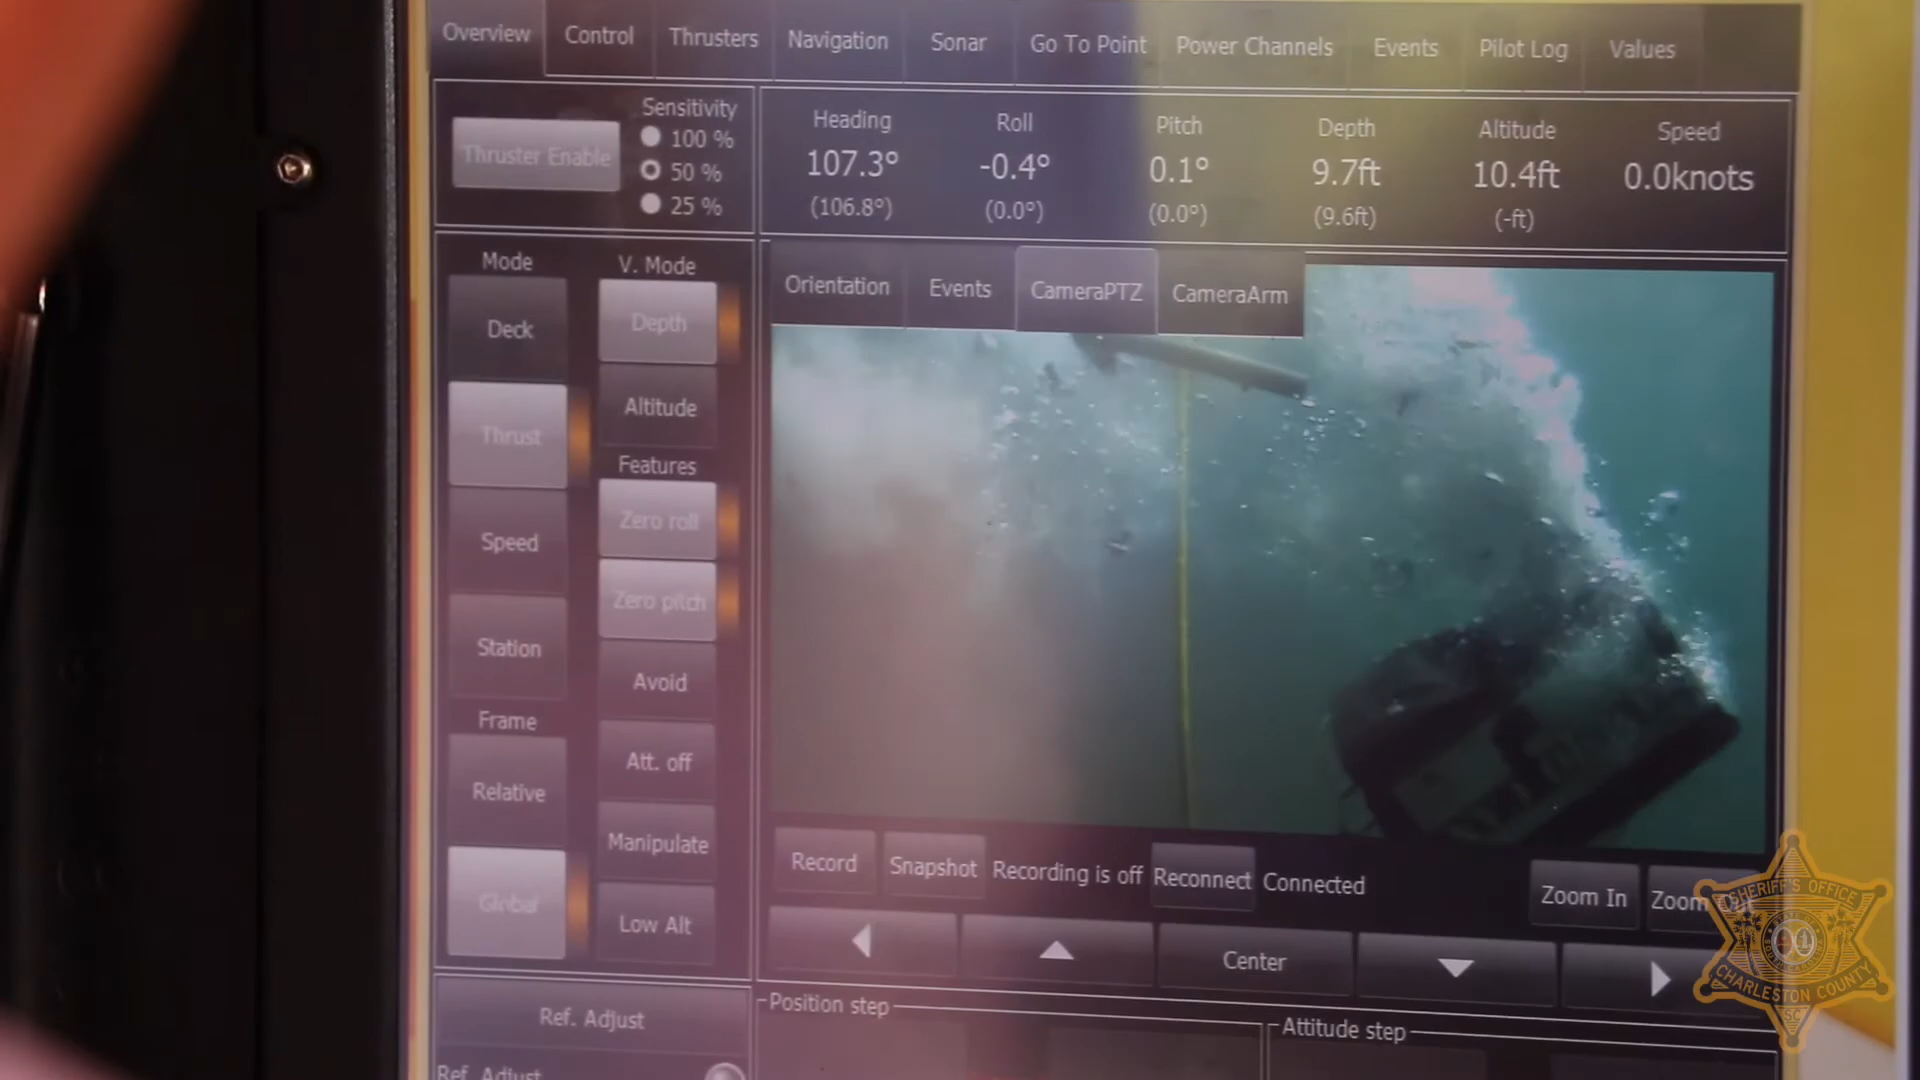 Overview Control Thrusters Navigation Sonar Go To Point Power Channels Events Pilot Log Values
Thruster Enable
Sensitivity
100 %
50 %
25 %
Heading Roll Pitch Depth Altitude Speed
107.3° -0.4° 0.1° 9.7ft 10.4ft 0.0knots
(106.8°) (0.0°) (0.0°) (9.6ft) (-ft)
Mode
Deck
Thrust
Speed
Station
Frame
Relative
Global
V. Mode
Depth
Altitude
Features
Zero roll
Zero pitch
Avoid
Att. off
Manipulate
Low Alt
Orientation Events CameraPTZ CameraArm
Record Snapshot Recording is off Reconnect Connected Zoom In Zoom
Center
Ref. Adjust
Ref. Adjust
Position step
Attitude step
SHERIFF'S OFFICE
CHARLESTON COUNTY
SC